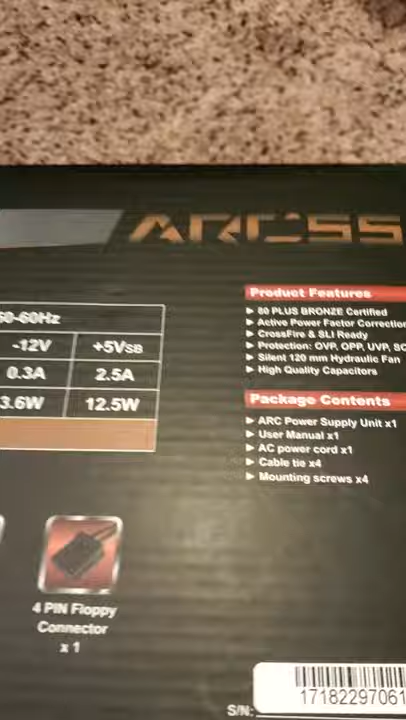 ARC
50-60Hz
-12V +5VSB
0.3A 2.5A
3.6W 12.5W
Product Features
▶ 80 PLUS BRONZE Certified
▶ Active Power Factor Correction
▶ CrossFire & SLI Ready
▶ Protection: OVP, OPP, UVP, SC
▶ Silent 120 mm Hydraulic Fan
▶ High Quality Capacitors
Package Contents
▶ ARC Power Supply Unit x1
▶ User Manual x1
▶ AC power cord x1
▶ Cable tie x4
▶ Mounting screws x4
4 PIN Floppy
Connector
x 1
S/N:
17182297061